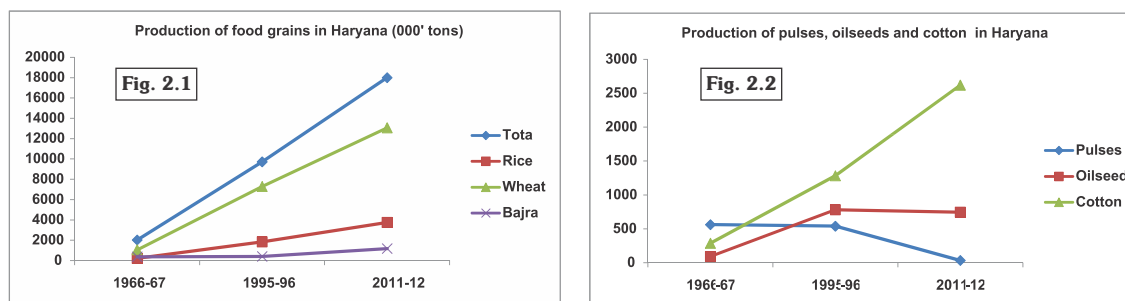 Production of food grains in Haryana (000' tons)
20000
18000
16000
14000
12000
10000
8000
6000
4000
2000
0
Fig. 2.1
Tota
Rice
Wheat
Bajra
1966-67
1995-96
2011-12
Production of pulses, oilseeds and cotton in Haryana
3000
2500
2000
1500
1000
500
0
Fig. 2.2
Pulses
Oilseed
Cotton
1966-67
1995-96
2011-12